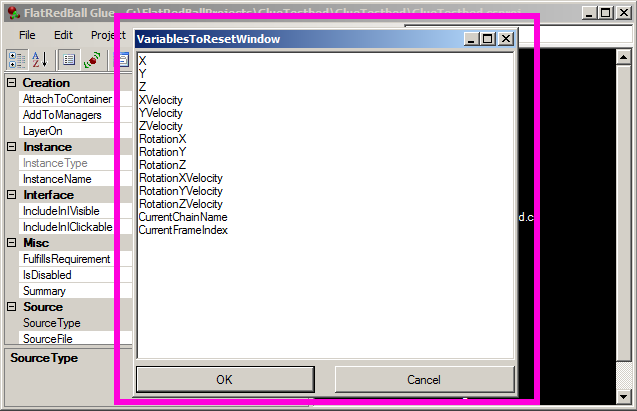 FlatRedBall Glue - C:\FlatRedBallProjects\GlueTestbed\GlueTestbed\GlueTestbed.csproj
File Edit Projekt
VariablesToResetWindow
X
Y
Z
XVelocity
YVelocity
ZVelocity
RotationX
RotationY
RotationZ
RotationXVelocity
RotationYVelocity
RotationZVelocity
CurrentChainName
CurrentFrameIndex
OK Cancel
Creation
AttachToContainer
AddToManagers
LayerOn
Instance
InstanceType
InstanceName
Interface
IncludeInIVisible
IncludeInIClickable
Misc
FulfillsRequirement
IsDisabled
Summary
Source
SourceType
SourceFile
SourceType
d.c